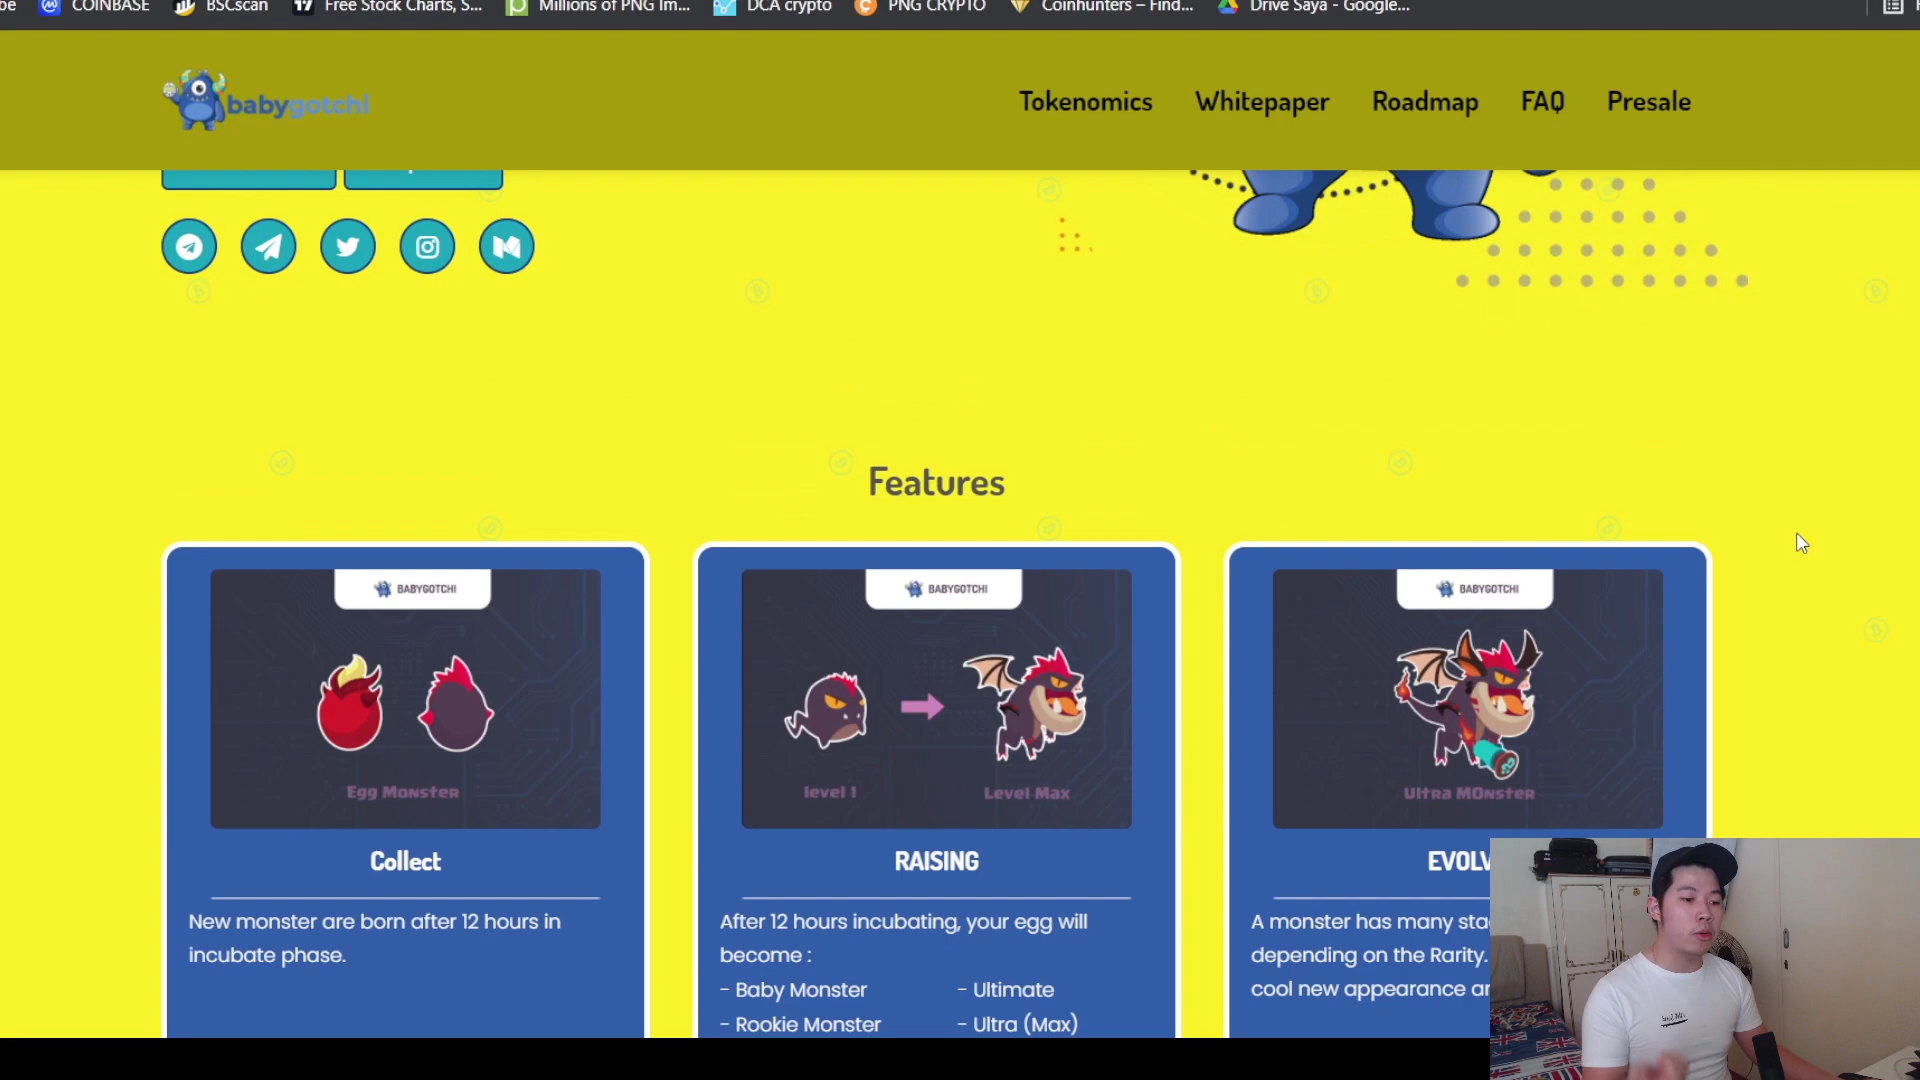 be COINBASE BSCscan Free Stock Charts, S... Millions of PNG Im... DCA crypto PNG CRYPTO Coinhunters – Find... Drive Saya - Google...
babygotchi
Tokenomics Whitepaper Roadmap FAQ Presale
Features
BABYGOTCHI
Egg Monster
Collect
New monster are born after 12 hours in
incubate phase.
BABYGOTCHI
level 1 Level Max
RAISING
After 12 hours incubating, your egg will
become :
- Baby Monster - Ultimate
- Rookie Monster - Ultra (Max)
BABYGOTCHI
Ultra MOnster
EVOLV
A monster has many sta
depending on the Rarity.
cool new appearance ar